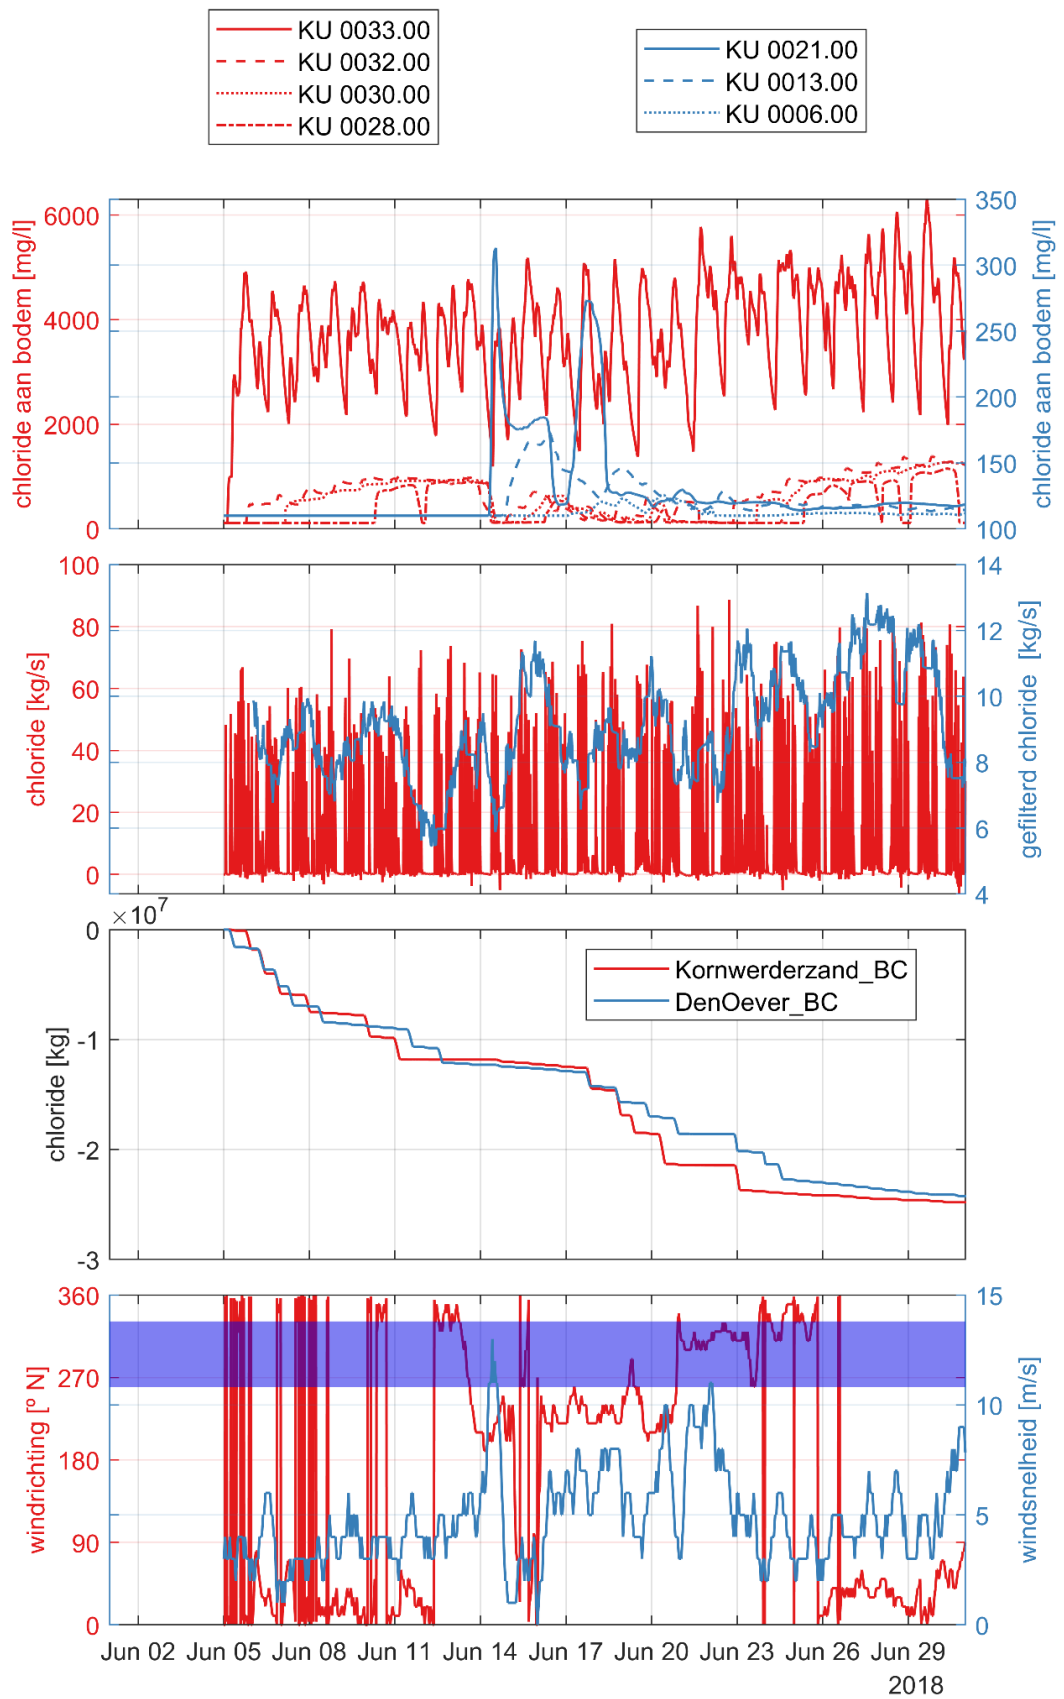 KU 0033.00
KU 0032.00
KU 0030.00
KU 0028.00
KU 0021.00
KU 0013.00
KU 0006.00
chloride aan bodem [mg/l]
6000
4000
2000
0
350
300
250
200
150
100
chloride aan bodem [mg/l]
chloride [kg/s]
100
80
60
40
20
0
14
12
10
8
6
4
gefilterd chloride [kg/s]
×10⁷
chloride [kg]
0
-1
-2
-3
Kornwerderzand_BC
DenOever_BC
windrichting [º N]
360
270
180
90
0
15
10
5
0
windsnelheid [m/s]
Jun 02 Jun 05 Jun 08 Jun 11 Jun 14 Jun 17 Jun 20 Jun 23 Jun 26 Jun 29
2018